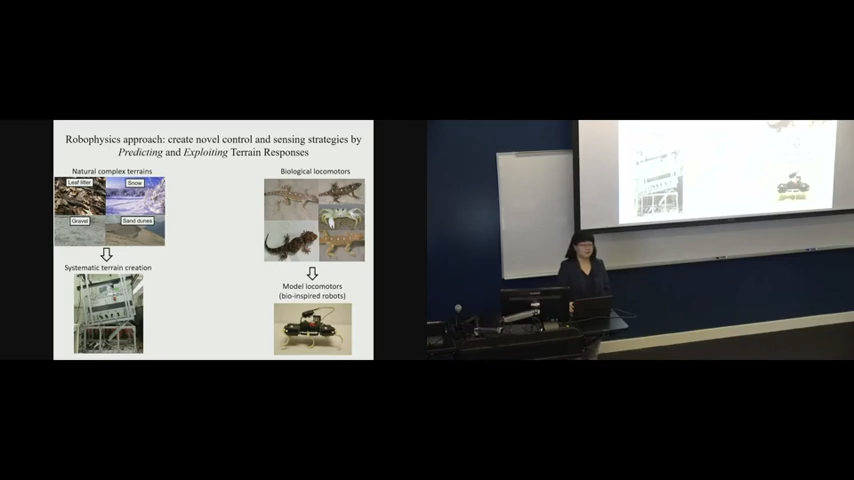 Robophysics approach: create novel control and sensing strategies by
Predicting and Exploiting Terrain Responses
Natural complex terrains
Biological locomotors
Leaf litter
Snow
Gravel
Sand dunes
Systematic terrain creation
Model locomotors
(bio-inspired robots)